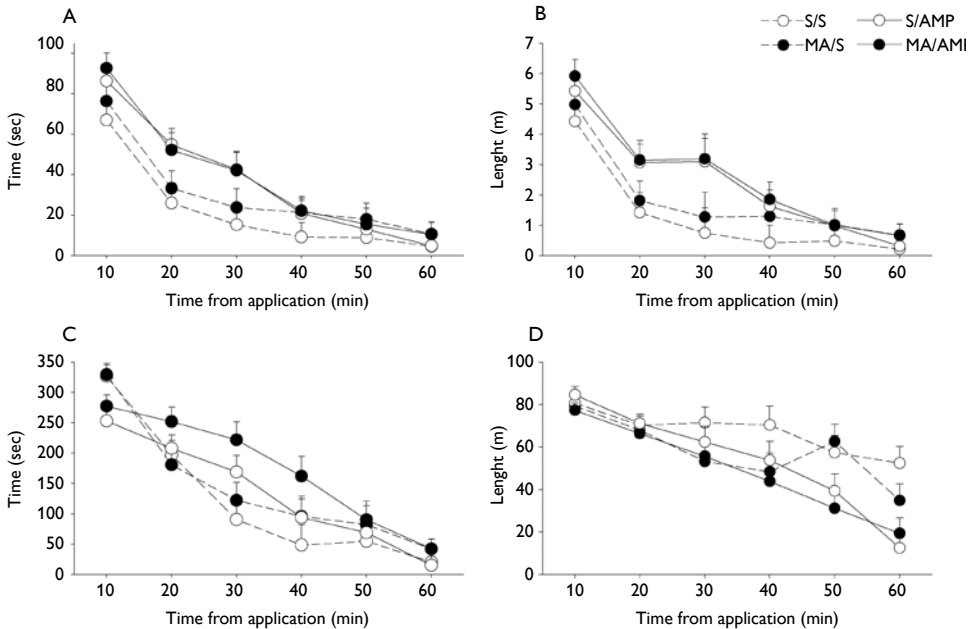 A
100
80
60
40
20
0
Time (sec)
10 20 30 40 50 60
Time from application (min)
B
S/S S/AMP
MA/S MA/AMI
7
6
5
4
3
2
1
0
Lenght (m)
10 20 30 40 50 60
Time from application (min)
C
350
300
250
200
150
100
50
0
Time (sec)
10 20 30 40 50 60
Time from application (min)
D
100
80
60
40
20
0
Lenght (m)
10 20 30 40 50 60
Time from application (min)